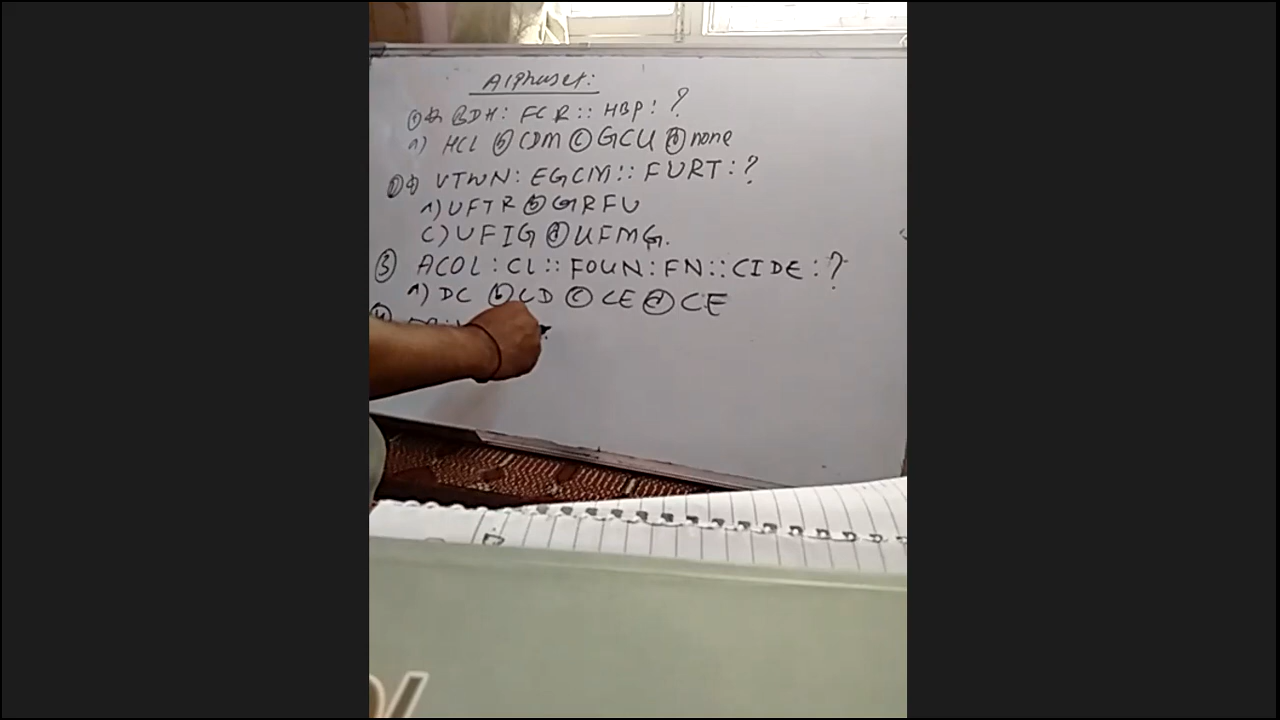 Alphabet:
① BDH: FCR:: HBP: ?
A) HCL ⓑ CDM ⓒ GCU ⓓ none
② VTWN: EGCM:: FURT: ?
A) UFTR ⓑ GRFU
C) UFIG ⓓ UFMG.
③ ACOL: CL:: FOUN: FN:: CIDE: ?
A) DC ⓑ CD ⓒ CE ⓓ CE